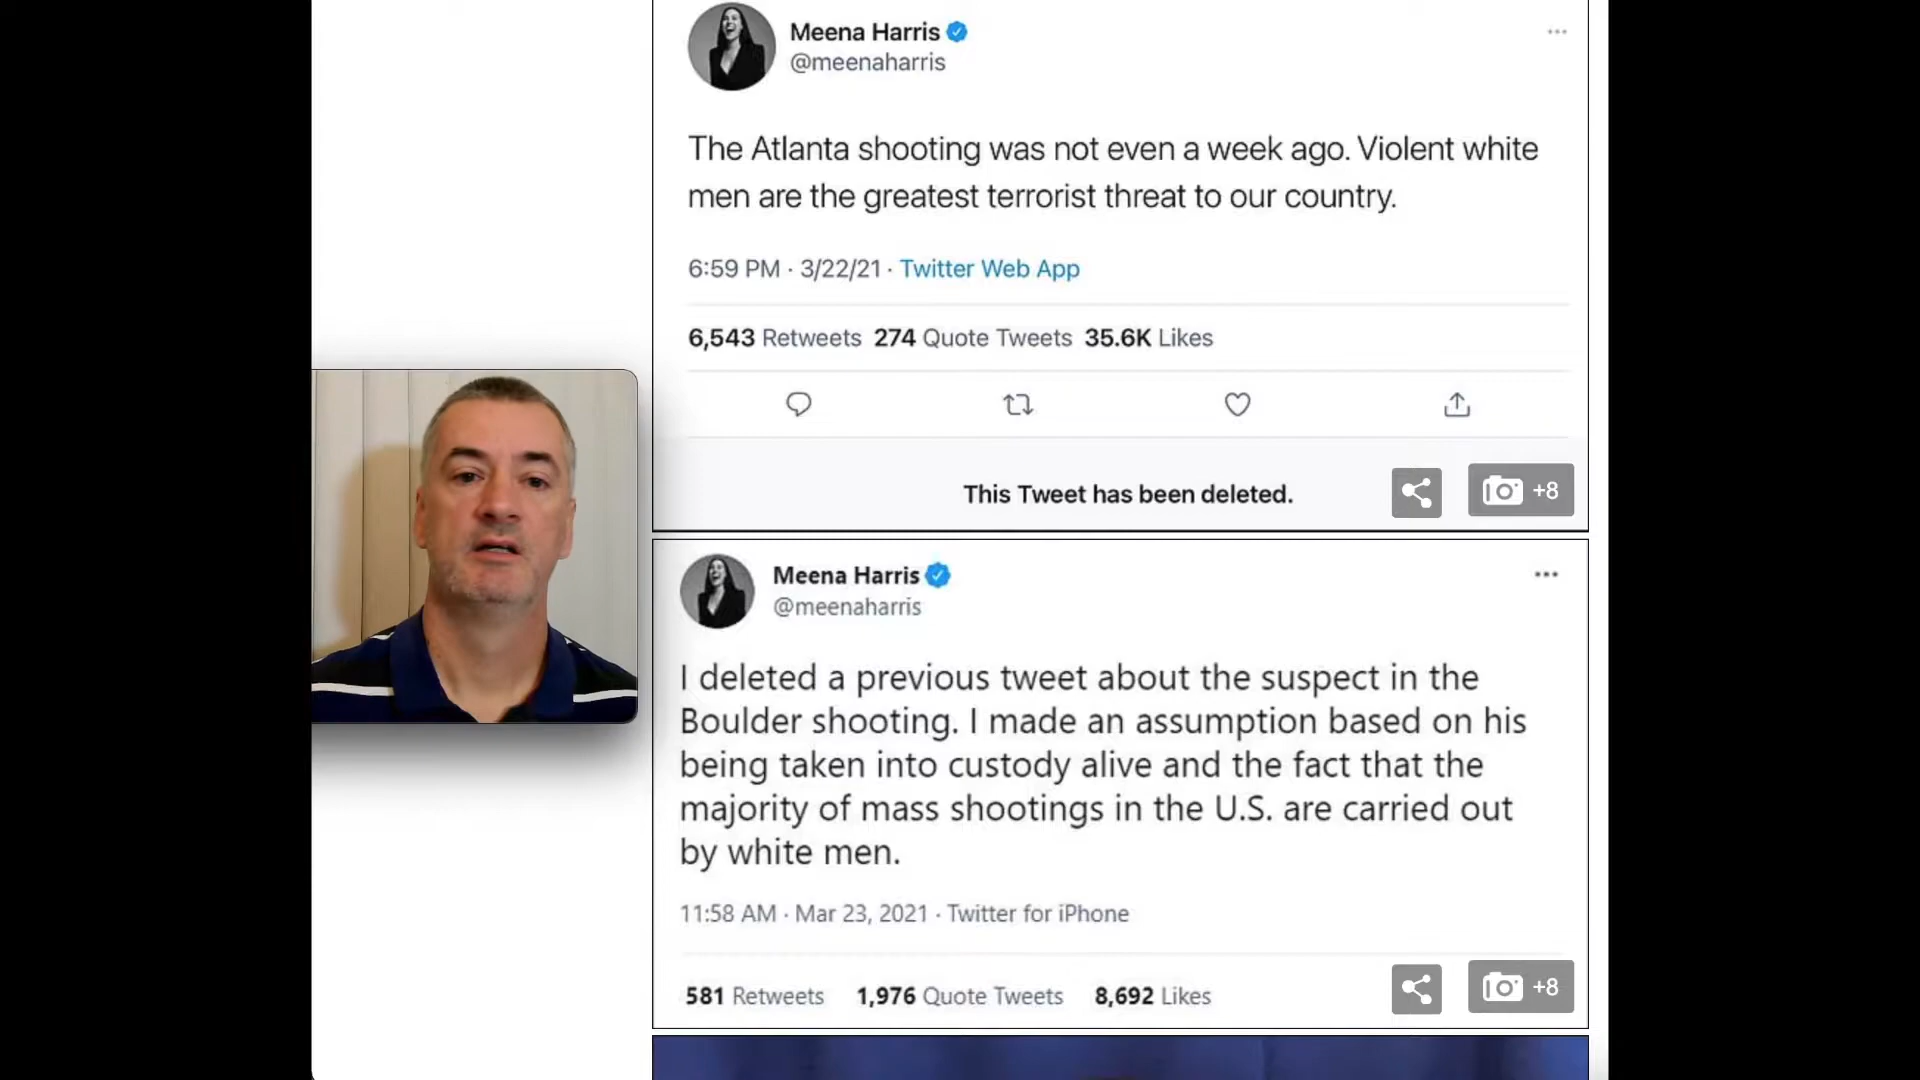 Meena Harris
@meenaharris
The Atlanta shooting was not even a week ago. Violent white
men are the greatest terrorist threat to our country.
6:59 PM · 3/22/21 · Twitter Web App
6,543 Retweets 274 Quote Tweets 35.6K Likes
This Tweet has been deleted.
+8
Meena Harris
@meenaharris
I deleted a previous tweet about the suspect in the
Boulder shooting. I made an assumption based on his
being taken into custody alive and the fact that the
majority of mass shootings in the U.S. are carried out
by white men.
11:58 AM · Mar 23, 2021 · Twitter for iPhone
581 Retweets 1,976 Quote Tweets 8,692 Likes
+8